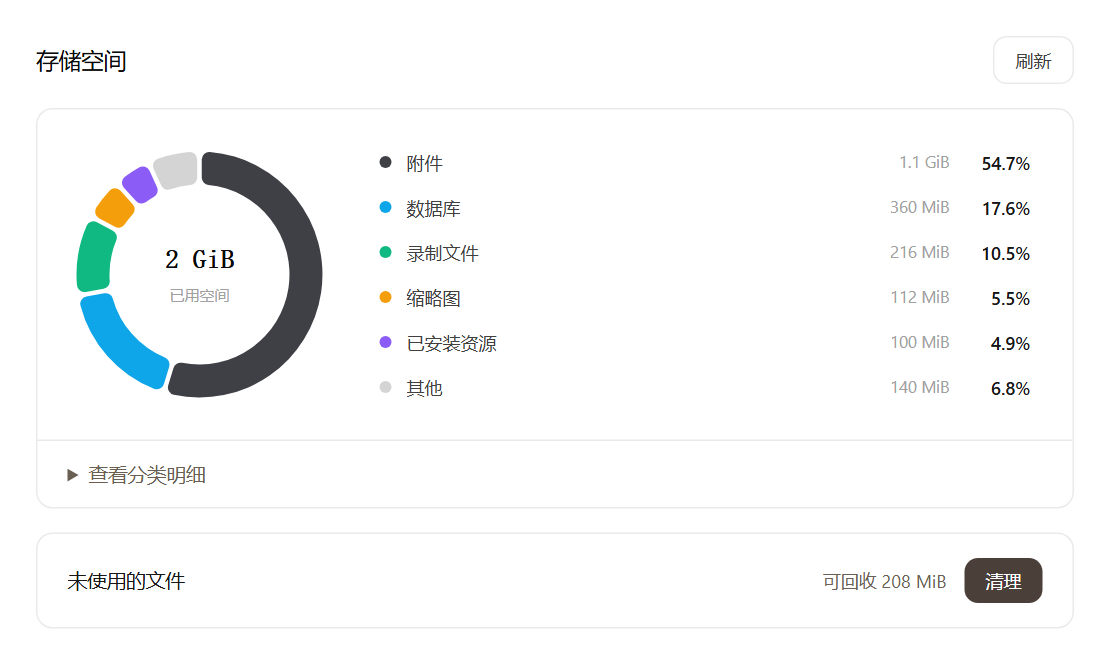 存储空间
刷新
2 GiB
已用空间
附件 1.1 GiB 54.7%
数据库 360 MiB 17.6%
录制文件 216 MiB 10.5%
缩略图 112 MiB 5.5%
已安装资源 100 MiB 4.9%
其他 140 MiB 6.8%
查看分类明细
未使用的文件 可回收 208 MiB 清理